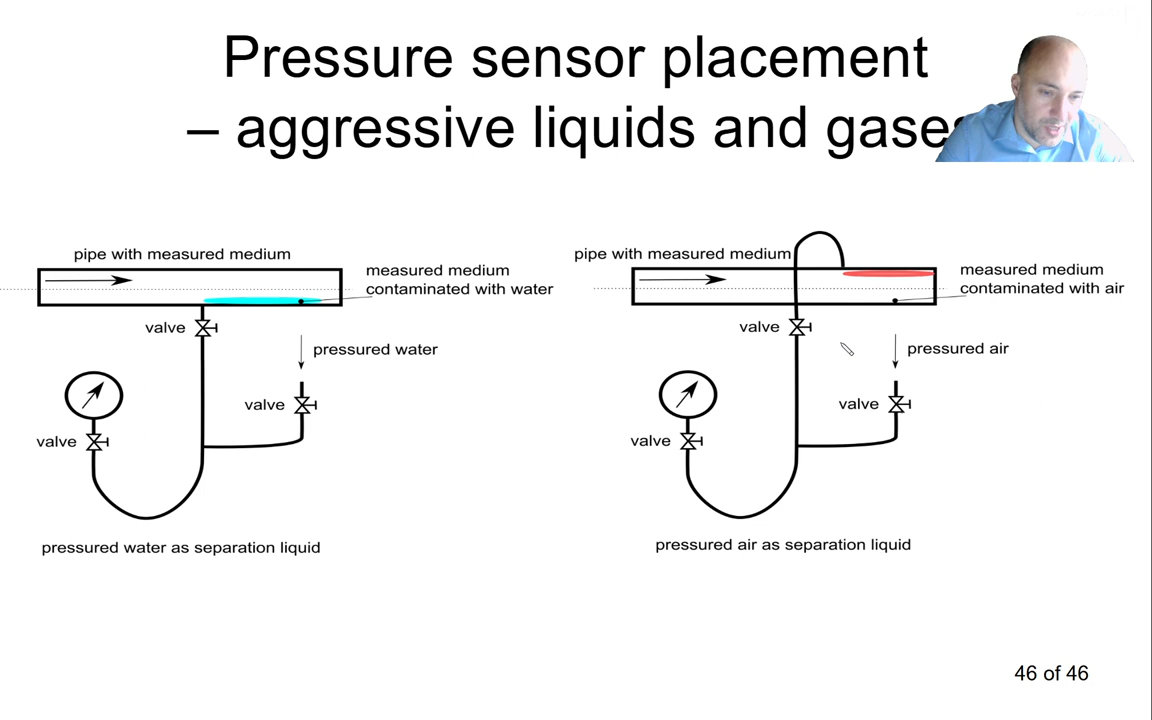 Pressure sensor placement
– aggressive liquids and gases
pipe with measured medium
measured medium
contaminated with water
valve
pressured water
valve
valve
pressured water as separation liquid
pipe with measured medium
measured medium
contaminated with air
valve
pressured air
valve
valve
pressured air as separation liquid
46 of 46